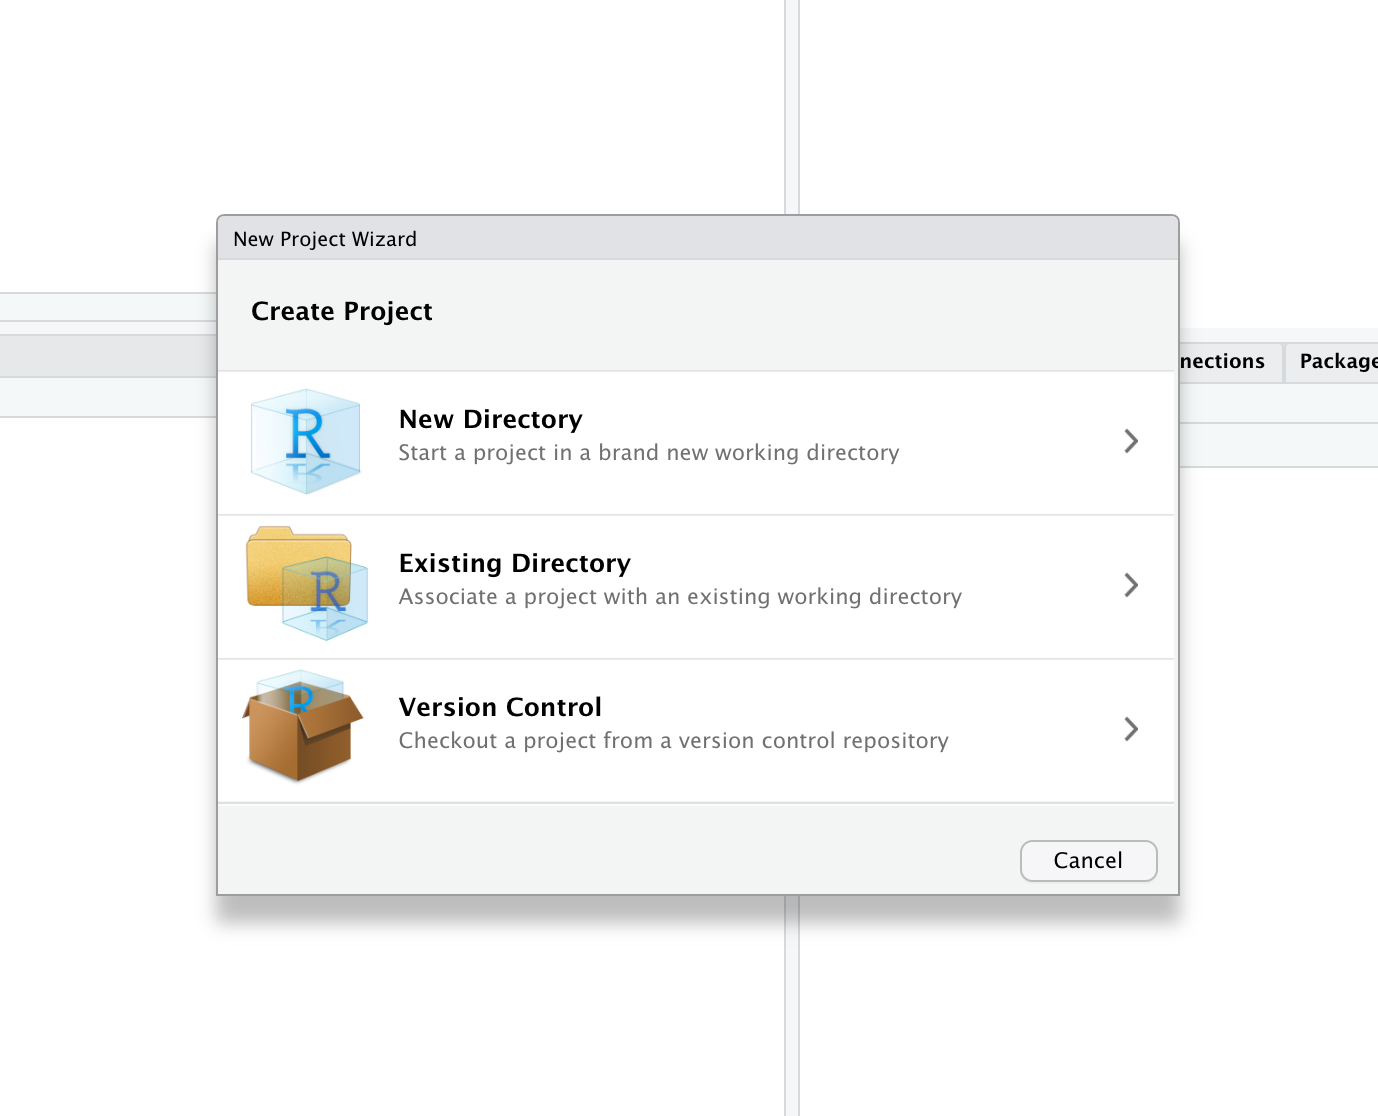 New Project Wizard
Create Project
R
New Directory
Start a project in a brand new working directory
R
Existing Directory
Associate a project with an existing working directory
R
Version Control
Checkout a project from a version control repository
Cancel
nections
Package